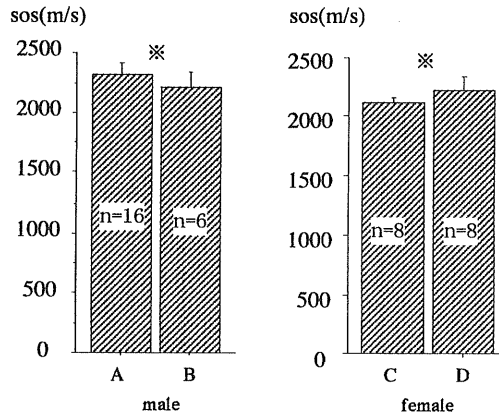 sos(m/s)
2500
2000
1500
1000
500
0
※
n=16
n=6
A
B
male
sos(m/s)
2500
2000
1500
1000
500
0
※
n=8
n=8
C
D
female